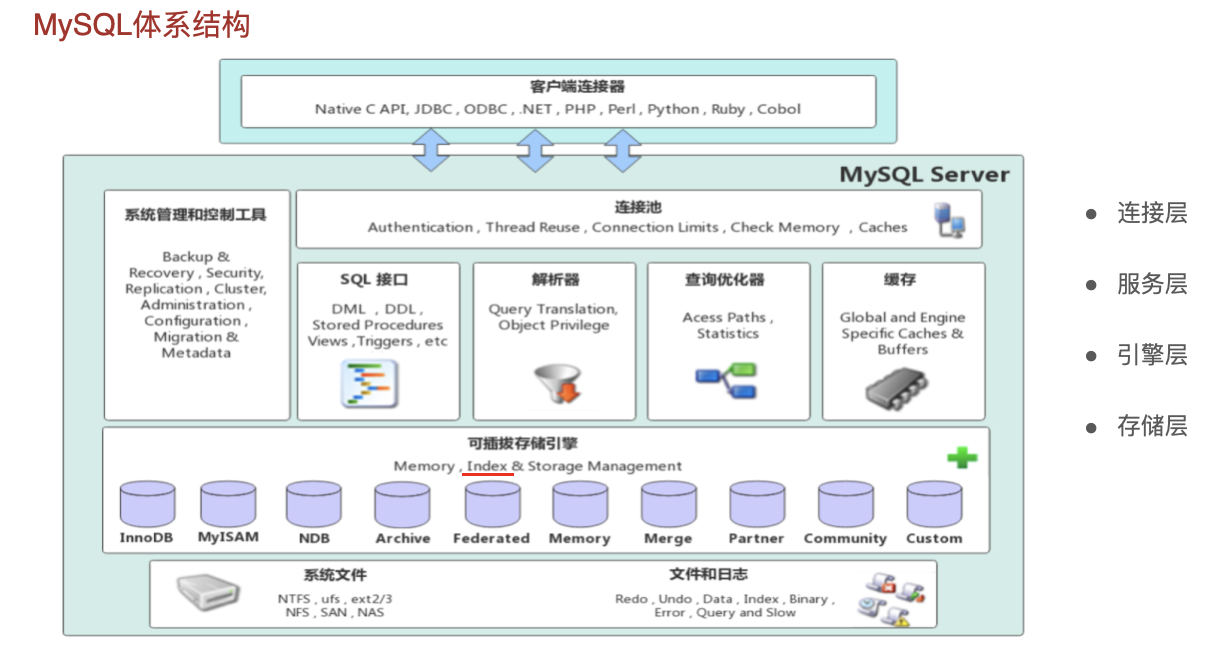 MySQL体系结构
客户端连接器
Native C API, JDBC , ODBC , .NET , PHP , Perl , Python , Ruby , Cobol
MySQL Server
系统管理和控制工具
Backup &
Recovery , Security,
Replication , Cluster,
Administration ,
Configuration ,
Migration &
Metadata
连接池
Authentication , Thread Reuse , Connection Limits , Check Memory , Caches
SQL 接口
DML , DDL ,
Stored Procedures
Views ,Triggers , etc
解析器
Query Translation,
Object Privilege
查询优化器
Acess Paths ,
Statistics
缓存
Global and Engine
Specific Caches &
Buffers
可插拔存储引擎
Memory , Index & Storage Management
InnoDB
MyISAM
NDB
Archive
Federated
Memory
Merge
Partner
Community
Custom
系统文件
NTFS , ufs , ext2/3
NFS , SAN , NAS
文件和日志
Redo , Undo , Data , Index , Binary ,
Error , Query and Slow
● 连接层
● 服务层
● 引擎层
● 存储层